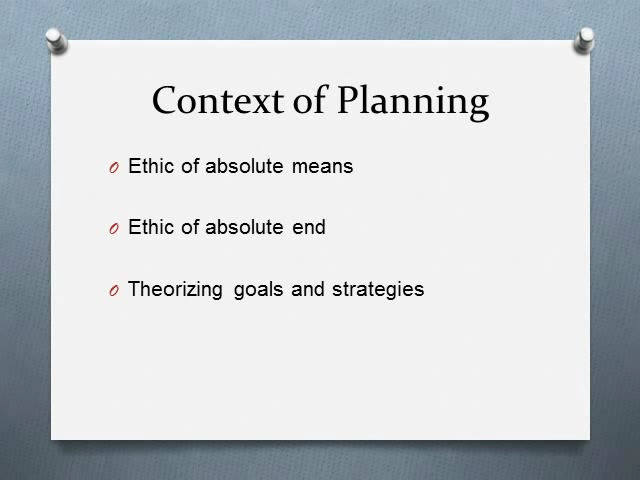 Context of Planning
Ethic of absolute means
Ethic of absolute end
Theorizing goals and strategies